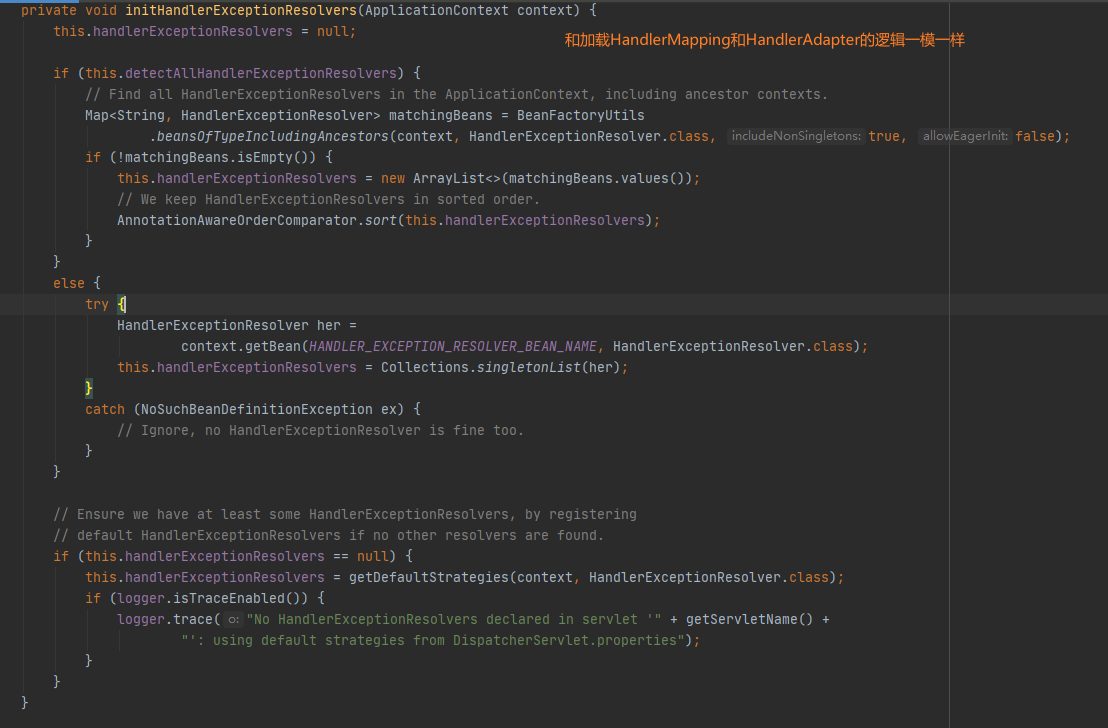 private void initHandlerExceptionResolvers(ApplicationContext context) {
this.handlerExceptionResolvers = null;
和加载HandlerMapping和HandlerAdapter的逻辑一模一样
if (this.detectAllHandlerExceptionResolvers) {
// Find all HandlerExceptionResolvers in the ApplicationContext, including ancestor contexts.
Map<String, HandlerExceptionResolver> matchingBeans = BeanFactoryUtils
.beansOfTypeIncludingAncestors(context, HandlerExceptionResolver.class, includeNonSingletons: true, allowEagerInit: false);
if (!matchingBeans.isEmpty()) {
this.handlerExceptionResolvers = new ArrayList<>(matchingBeans.values());
// We keep HandlerExceptionResolvers in sorted order.
AnnotationAwareOrderComparator.sort(this.handlerExceptionResolvers);
}
}
else {
try {
HandlerExceptionResolver her =
context.getBean(HANDLER_EXCEPTION_RESOLVER_BEAN_NAME, HandlerExceptionResolver.class);
this.handlerExceptionResolvers = Collections.singletonList(her);
}
catch (NoSuchBeanDefinitionException ex) {
// Ignore, no HandlerExceptionResolver is fine too.
}
}
// Ensure we have at least some HandlerExceptionResolvers, by registering
// default HandlerExceptionResolvers if no other resolvers are found.
if (this.handlerExceptionResolvers == null) {
this.handlerExceptionResolvers = getDefaultStrategies(context, HandlerExceptionResolver.class);
if (logger.isTraceEnabled()) {
logger.trace( o: "No HandlerExceptionResolvers declared in servlet '" + getServletName() +
"': using default strategies from DispatcherServlet.properties");
}
}
}